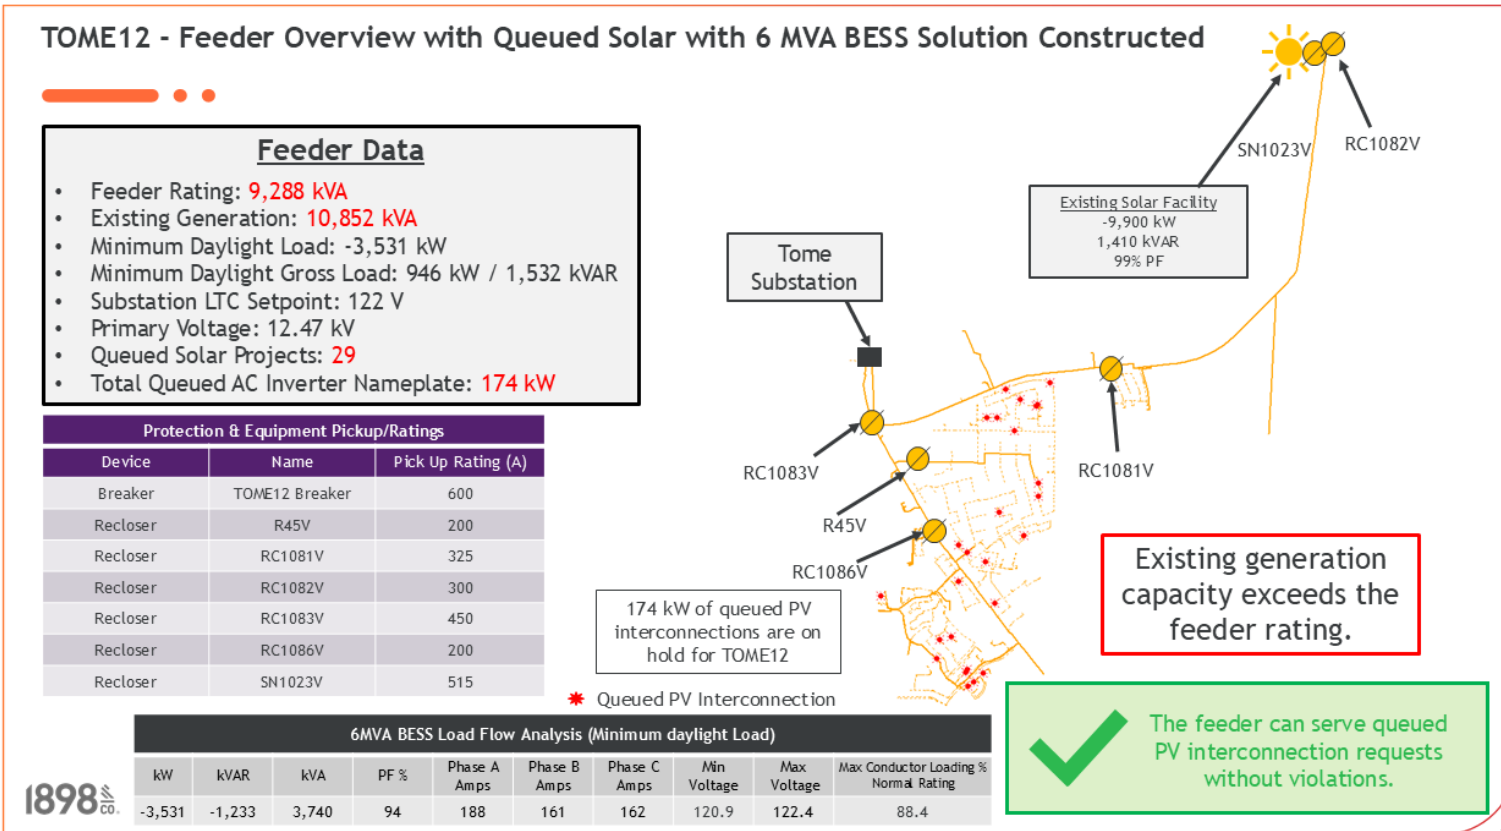 TOME12 - Feeder Overview with Queued Solar with 6 MVA BESS Solution Constructed
Feeder Data
• Feeder Rating: 9,288 kVA
• Existing Generation: 10,852 kVA
• Minimum Daylight Load: -3,531 kW
• Minimum Daylight Gross Load: 946 kW / 1,532 kVAR
• Substation LTC Setpoint: 122 V
• Primary Voltage: 12.47 kV
• Queued Solar Projects: 29
• Total Queued AC Inverter Nameplate: 174 kW
Protection & Equipment Pickup/Ratings
Device Name Pick Up Rating (A)
Breaker TOME12 Breaker 600
Recloser R45V 200
Recloser RC1081V 325
Recloser RC1082V 300
Recloser RC1083V 450
Recloser RC1086V 200
Recloser SN1023V 515
SN1023V
RC1082V
Existing Solar Facility
-9,900 kW
1,410 kVAR
99% PF
Tome
Substation
RC1083V
RC1081V
R45V
RC1086V
174 kW of queued PV
interconnections are on
hold for TOME12
Queued PV Interconnection
Existing generation
capacity exceeds the
feeder rating.
The feeder can serve queued
PV interconnection requests
without violations.
6MVA BESS Load Flow Analysis (Minimum daylight Load)
kW kVAR kVA PF % Phase A Amps Phase B Amps Phase C Amps Min Voltage Max Voltage Max Conductor Loading % Normal Rating
-3,531 -1,233 3,740 94 188 161 162 120.9 122.4 88.4
1898 & CO.